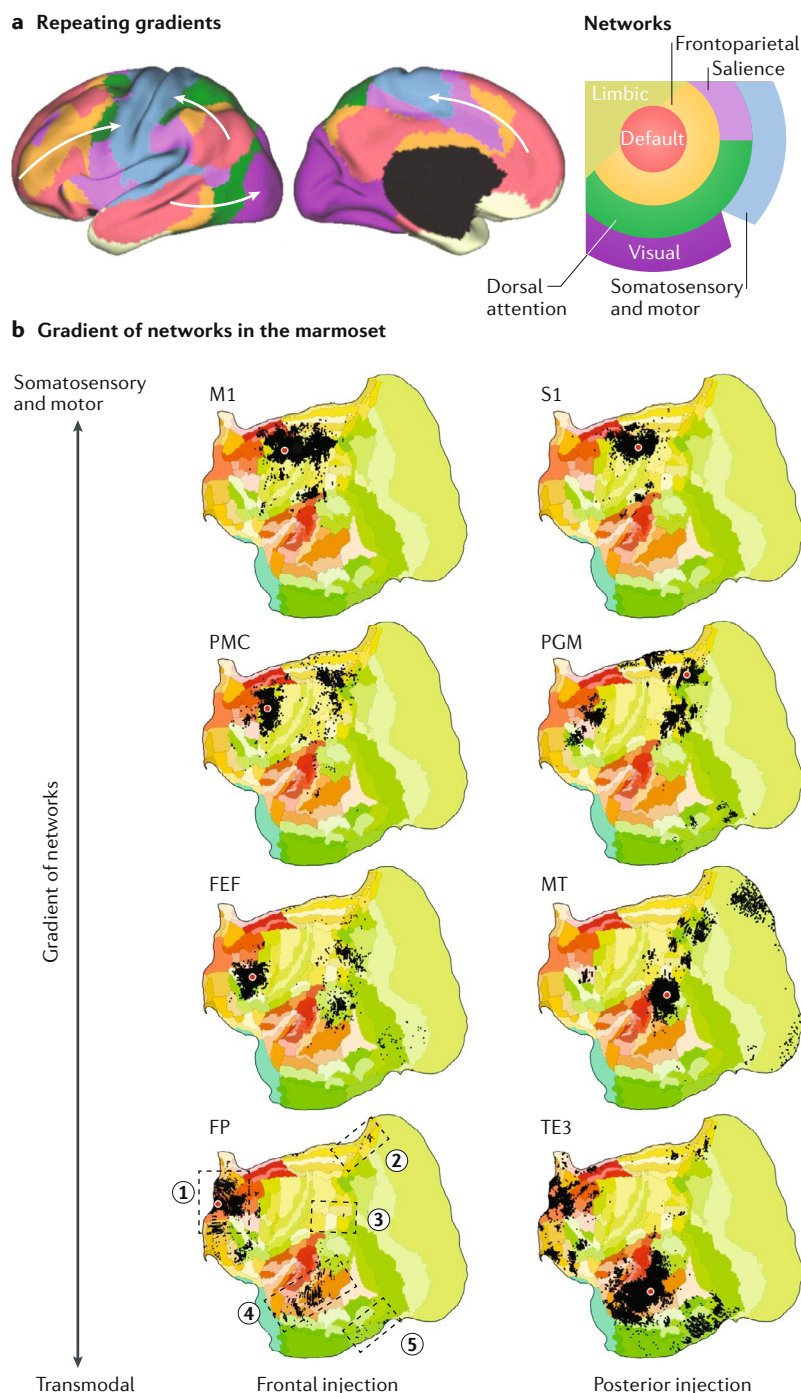 a Repeating gradients
Networks
Frontoparietal
Salience
Limbic
Default
Visual
Dorsal
attention
Somatosensory
and motor
b Gradient of networks in the marmoset
Somatosensory
and motor
M1
S1
PMC
PGM
Gradient of networks
FEF
MT
FP
TE3
1
2
3
4
5
Transmodal
Frontal injection
Posterior injection